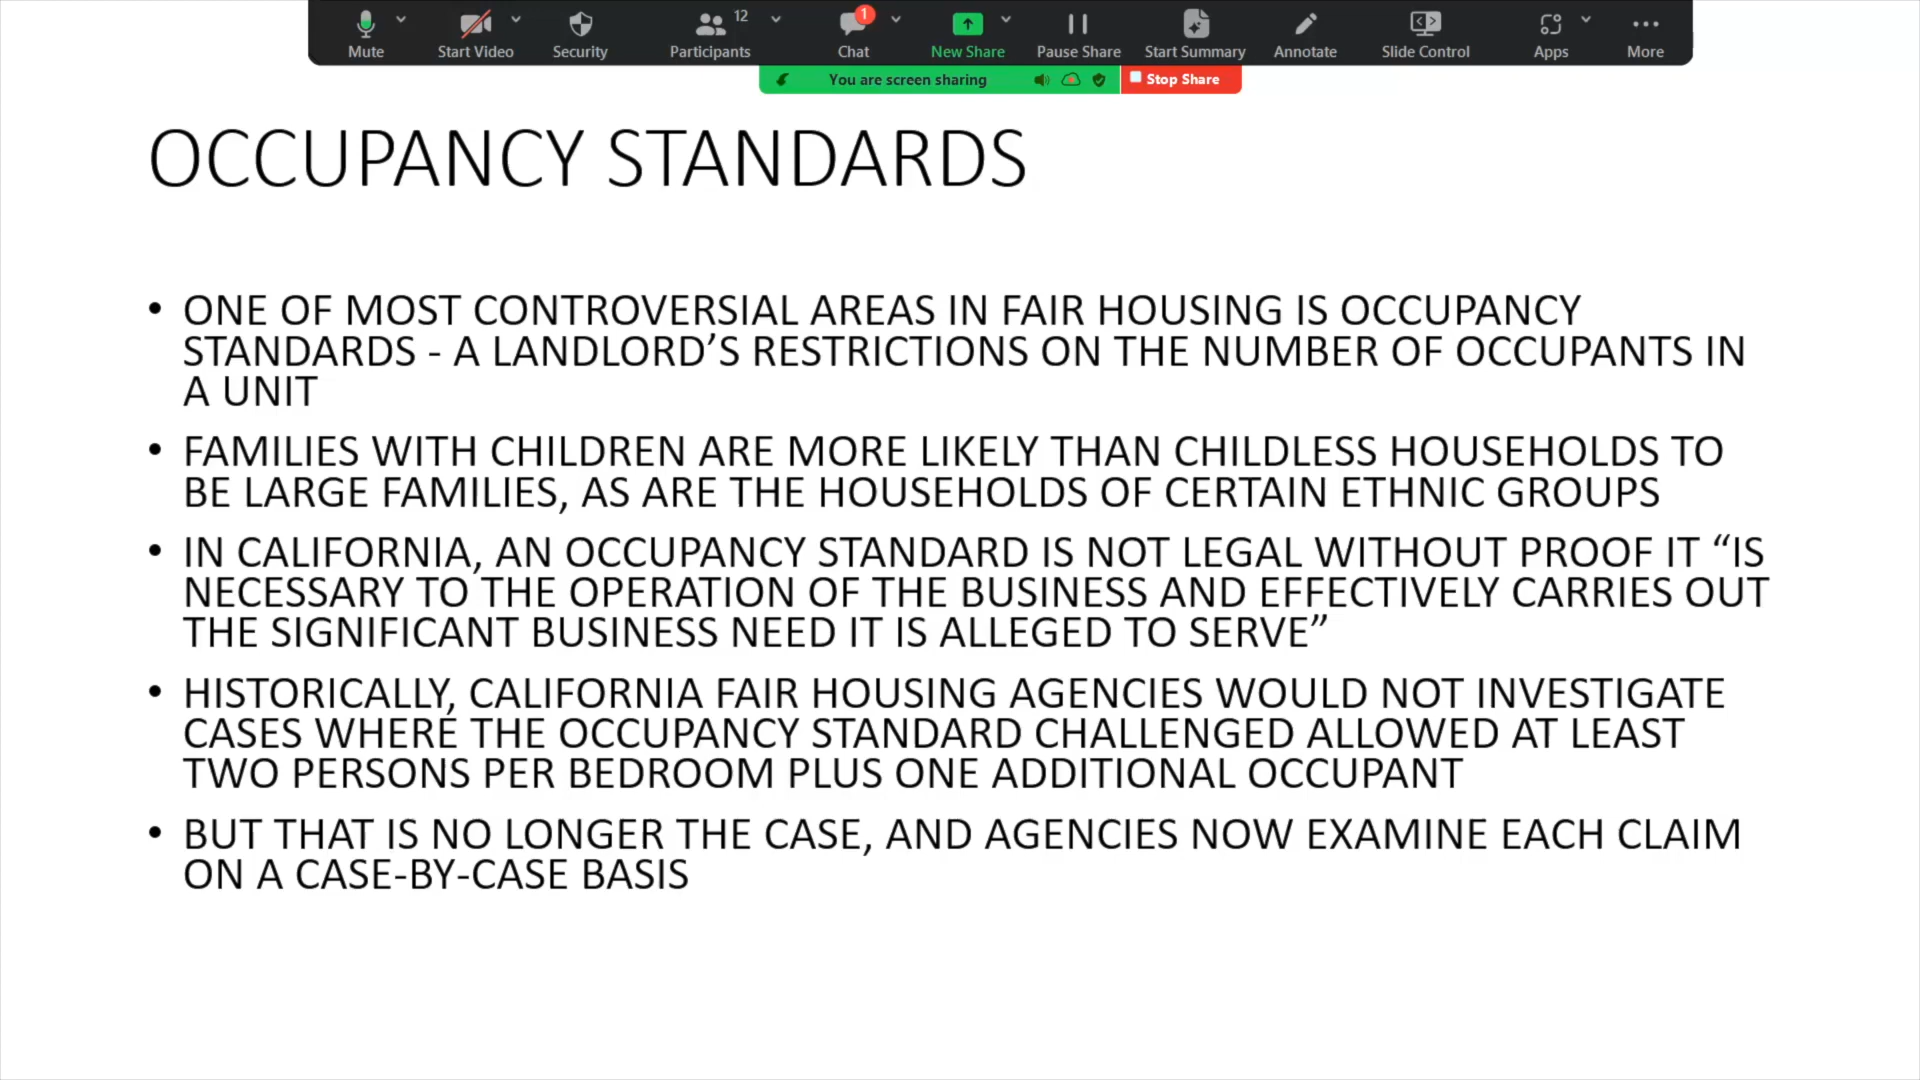 12
1
Mute
Start Video
Security
Participants
Chat
New Share
Pause Share
Start Summary
Annotate
Slide Control
Apps
More
You are screen sharing
Stop Share
OCCUPANCY STANDARDS
• ONE OF MOST CONTROVERSIAL AREAS IN FAIR HOUSING IS OCCUPANCY
STANDARDS - A LANDLORD’S RESTRICTIONS ON THE NUMBER OF OCCUPANTS IN
A UNIT
• FAMILIES WITH CHILDREN ARE MORE LIKELY THAN CHILDLESS HOUSEHOLDS TO
BE LARGE FAMILIES, AS ARE THE HOUSEHOLDS OF CERTAIN ETHNIC GROUPS
• IN CALIFORNIA, AN OCCUPANCY STANDARD IS NOT LEGAL WITHOUT PROOF IT “IS
NECESSARY TO THE OPERATION OF THE BUSINESS AND EFFECTIVELY CARRIES OUT
THE SIGNIFICANT BUSINESS NEED IT IS ALLEGED TO SERVE”
• HISTORICALLY, CALIFORNIA FAIR HOUSING AGENCIES WOULD NOT INVESTIGATE
CASES WHERE THE OCCUPANCY STANDARD CHALLENGED ALLOWED AT LEAST
TWO PERSONS PER BEDROOM PLUS ONE ADDITIONAL OCCUPANT
• BUT THAT IS NO LONGER THE CASE, AND AGENCIES NOW EXAMINE EACH CLAIM
ON A CASE-BY-CASE BASIS